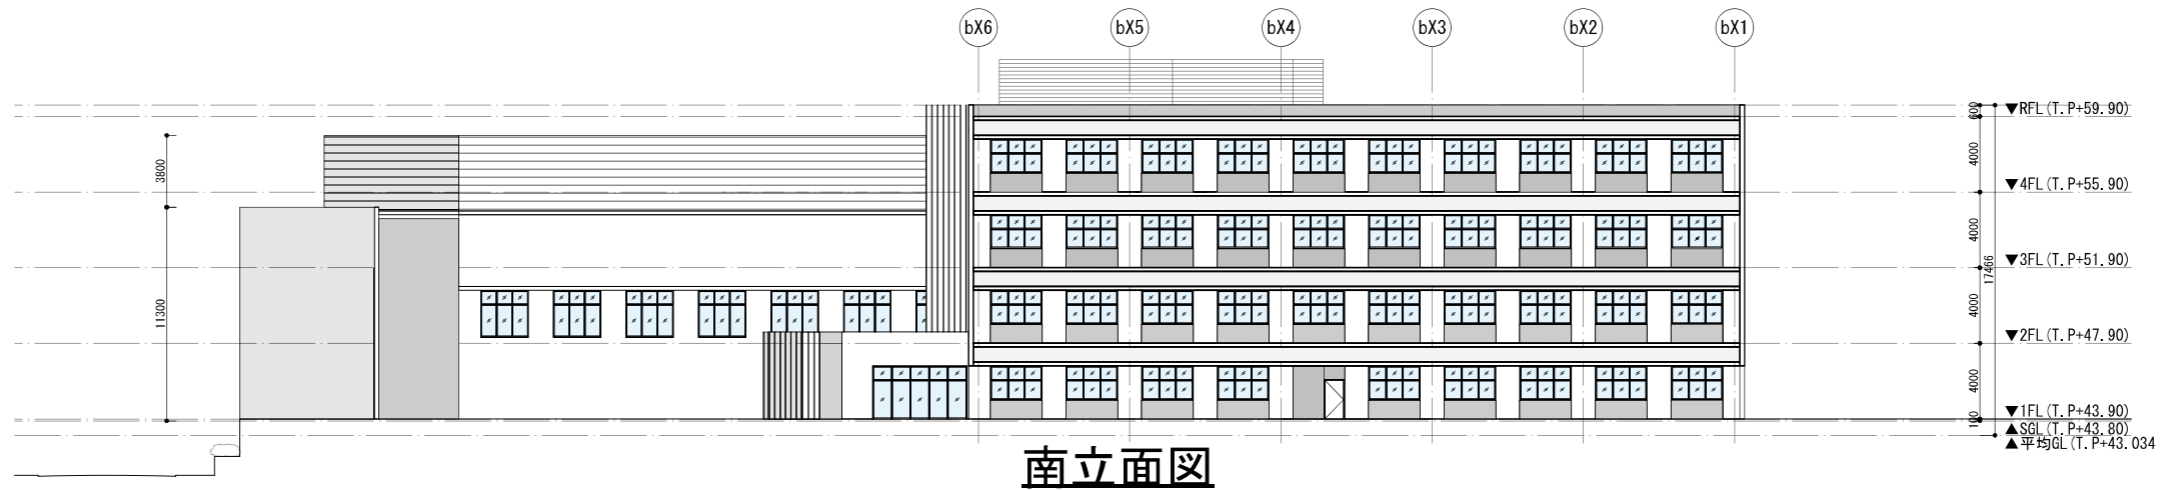 bX6 bX5 bX4 bX3 bX2 bX1
▼RFL(T.P+59.90)
600
3800
4000
▼4FL(T.P+55.90)
4000
▼3FL(T.P+51.90)
17466
11300
4000
▼2FL(T.P+47.90)
4000
▼1FL(T.P+43.90)
100
▲SGL(T.P+43.80)
▲平均GL(T.P+43.034
南立面図